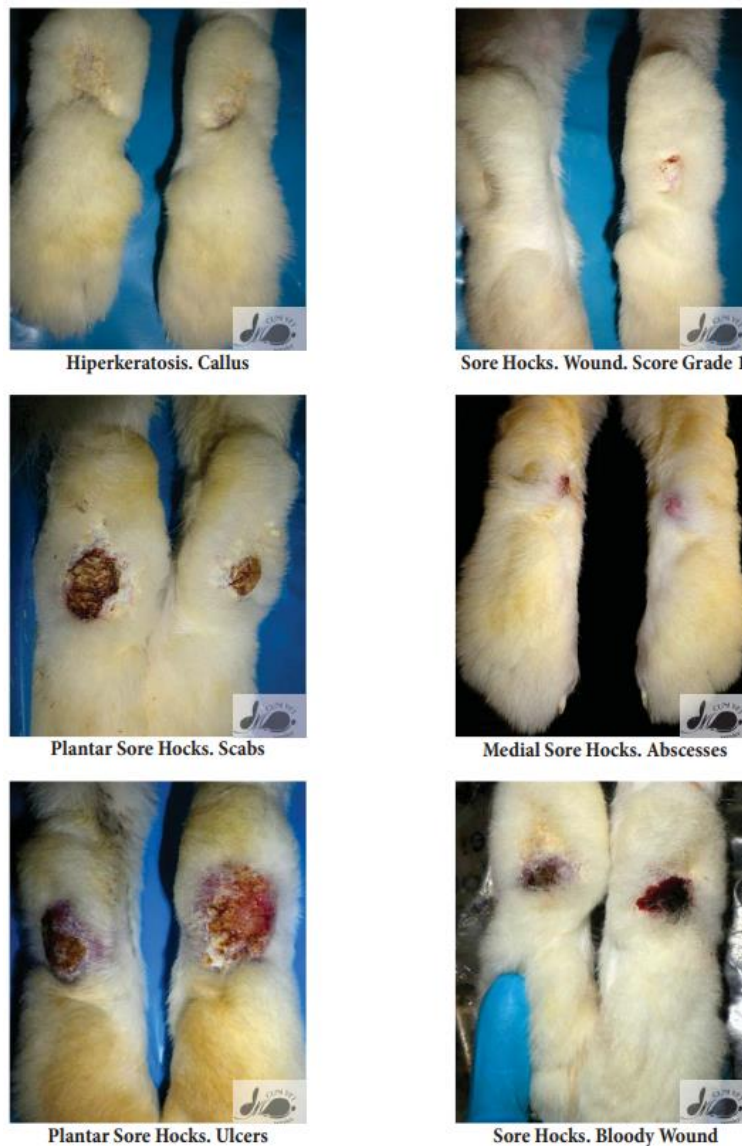 Hiperkeratosis. Callus
Sore Hocks. Wound. Score Grade 1
Plantar Sore Hocks. Scabs
Medial Sore Hocks. Abscesses
Plantar Sore Hocks. Ulcers
Sore Hocks. Bloody Wound